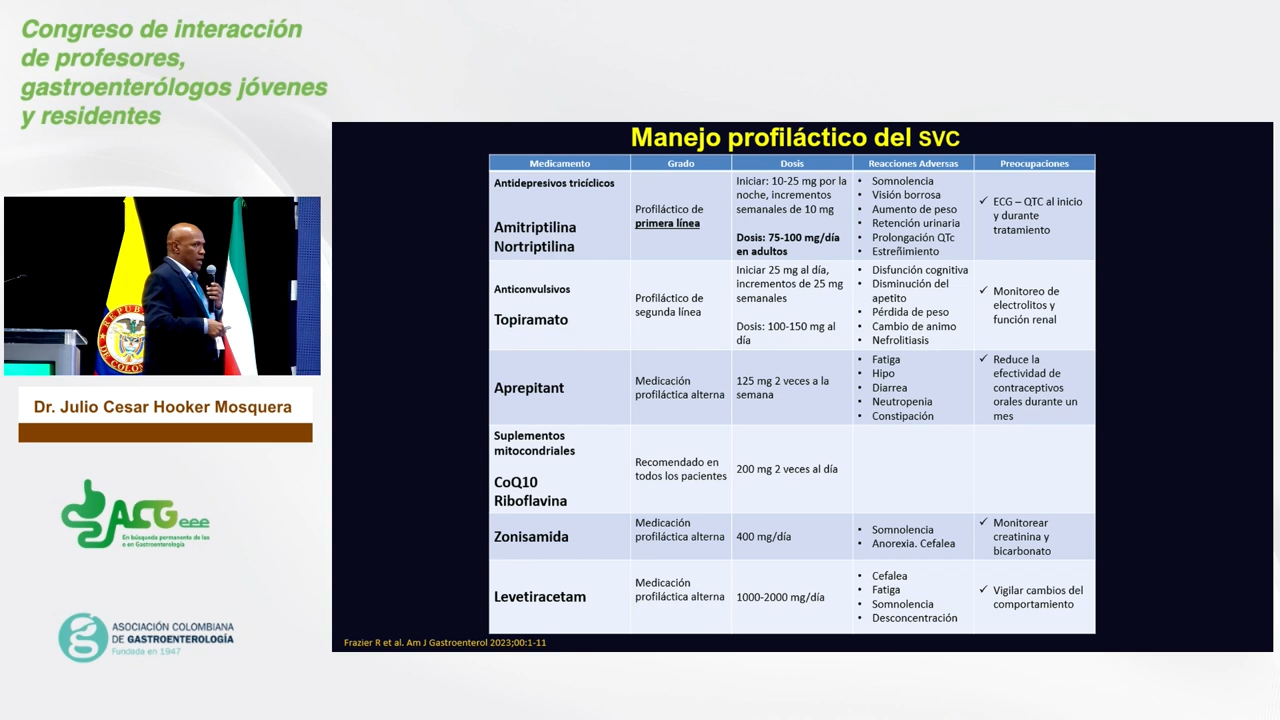 Congreso de interacción
de profesores,
gastroenterólogos jóvenes
y residentes
Dr. Julio Cesar Hooker Mosquera
ACGeee
En búsqueda permanente de las
e en Gastroenterología
ASOCIACIÓN COLOMBIANA
DE GASTROENTEROLOGÍA
Fundada en 1947
Manejo profiláctico del SVC
Medicamento Grado Dosis Reacciones Adversas Preocupaciones
Antidepresivos tricíclicos
Amitriptilina
Nortriptilina
Profiláctico de
primera línea
Iniciar: 10-25 mg por la
noche, incrementos
semanales de 10 mg
Dosis: 75-100 mg/día
en adultos
• Somnolencia
• Visión borrosa
• Aumento de peso
• Retención urinaria
• Prolongación QTc
• Estreñimiento
✓ ECG – QTC al inicio
y durante
tratamiento
Anticonvulsivos
Topiramato
Profiláctico de
segunda línea
Iniciar 25 mg al día,
incrementos de 25 mg
semanales
Dosis: 100-150 mg al
día
• Disfunción cognitiva
• Disminución del
apetito
• Pérdida de peso
• Cambio de animo
• Nefrolitiasis
✓ Monitoreo de
electrolitos y
función renal
Aprepitant
Medicación
profiláctica alterna
125 mg 2 veces a la
semana
• Fatiga
• Hipo
• Diarrea
• Neutropenia
• Constipación
✓ Reduce la
efectividad de
contraceptivos
orales durante un
mes
Suplementos
mitocondriales
CoQ10
Riboflavina
Recomendado en
todos los pacientes
200 mg 2 veces al día
Zonisamida
Medicación
profiláctica alterna
400 mg/día
• Somnolencia
• Anorexia. Cefalea
✓ Monitorear
creatinina y
bicarbonato
Levetiracetam
Medicación
profiláctica alterna
1000-2000 mg/día
• Cefalea
• Fatiga
• Somnolencia
• Desconcentración
✓ Vigilar cambios del
comportamiento
Frazier R et al. Am J Gastroenterol 2023;00:1-11